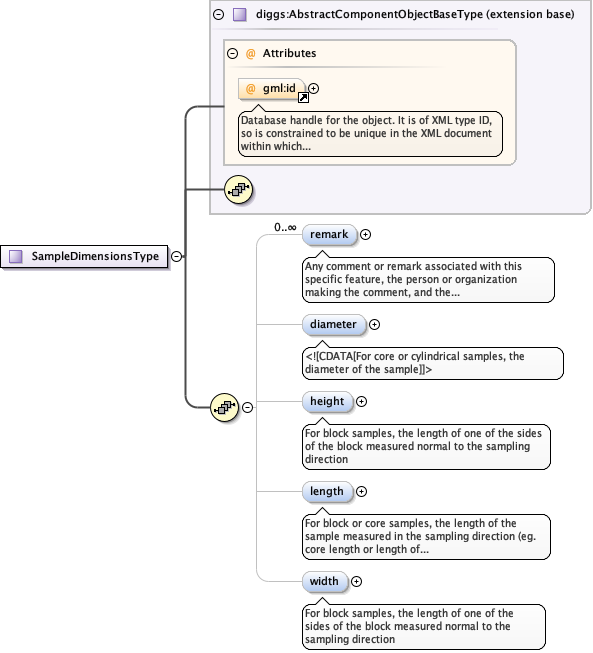 diggs:AbstractComponentObjectBaseType (extension base)
@ Attributes
@ gml:id
Database handle for the object. It is of XML type ID,
so is constrained to be unique in the XML document
within which...
SampleDimensionsType
0..∞
remark
Any comment or remark associated with this
specific feature, the person or organization
making the comment, and the...
diameter
<![CDATA[For core or cylindrical samples, the
diameter of the sample]]>
height
For block samples, the length of one of the sides
of the block measured normal to the sampling
direction
length
For block or core samples, the length of the
sample measured in the sampling direction (eg.
core length or length of...
width
For block samples, the length of one of the
sides of the block measured normal to the
sampling direction